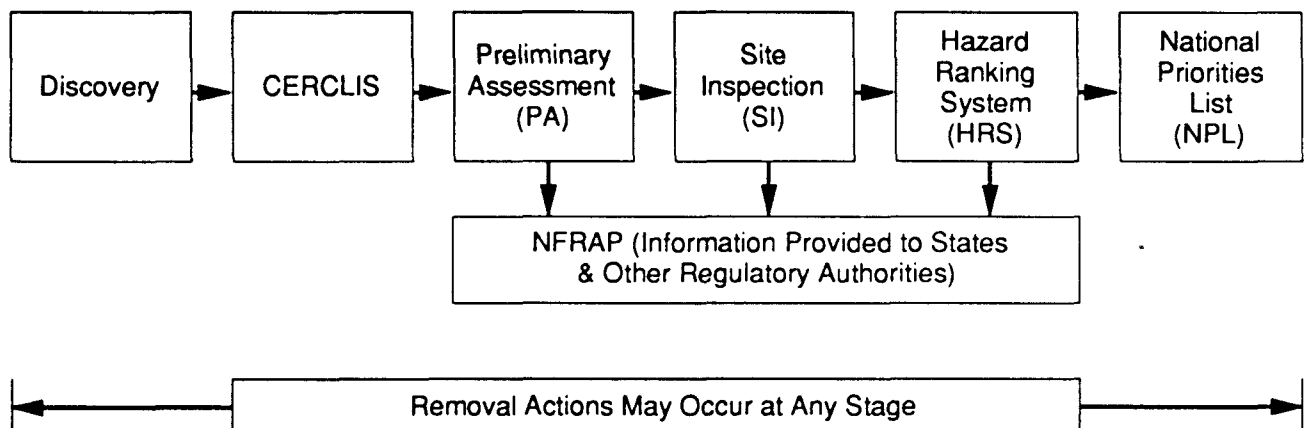 Discovery
CERCLIS
Preliminary
Assessment
(PA)
Site
Inspection
(SI)
Hazard
Ranking
System
(HRS)
National
Priorities
List
(NPL)
NFRAP (Information Provided to States
& Other Regulatory Authorities)
Removal Actions May Occur at Any Stage